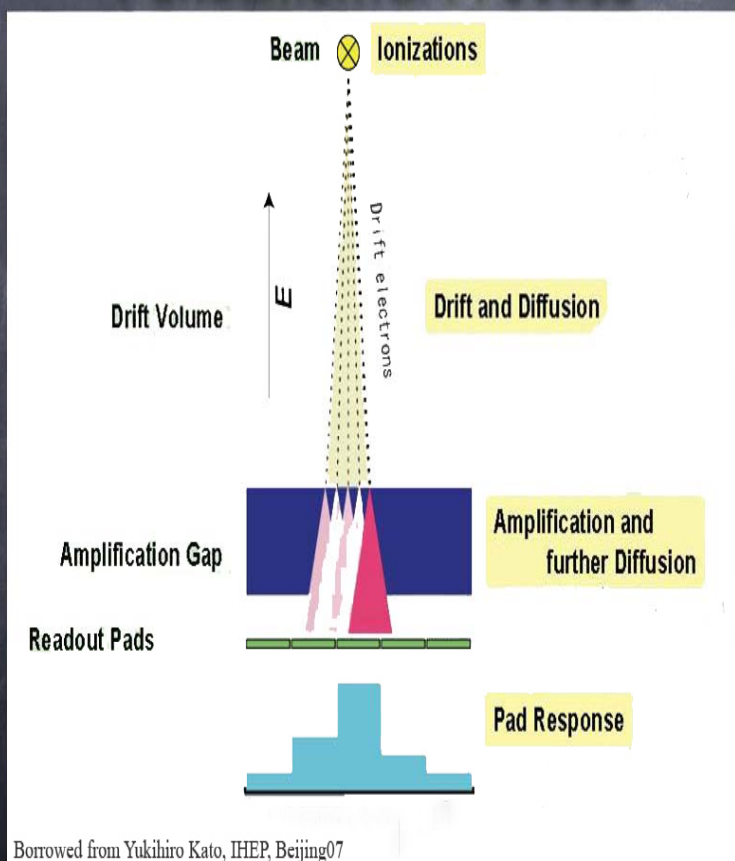 Beam
Ionizations
Drift electrons
E
Drift Volume
Drift and Diffusion
Amplification Gap
Amplification and
further Diffusion
Readout Pads
Pad Response
Borrowed from Yukihiro Kato, IHEP, Beijing07